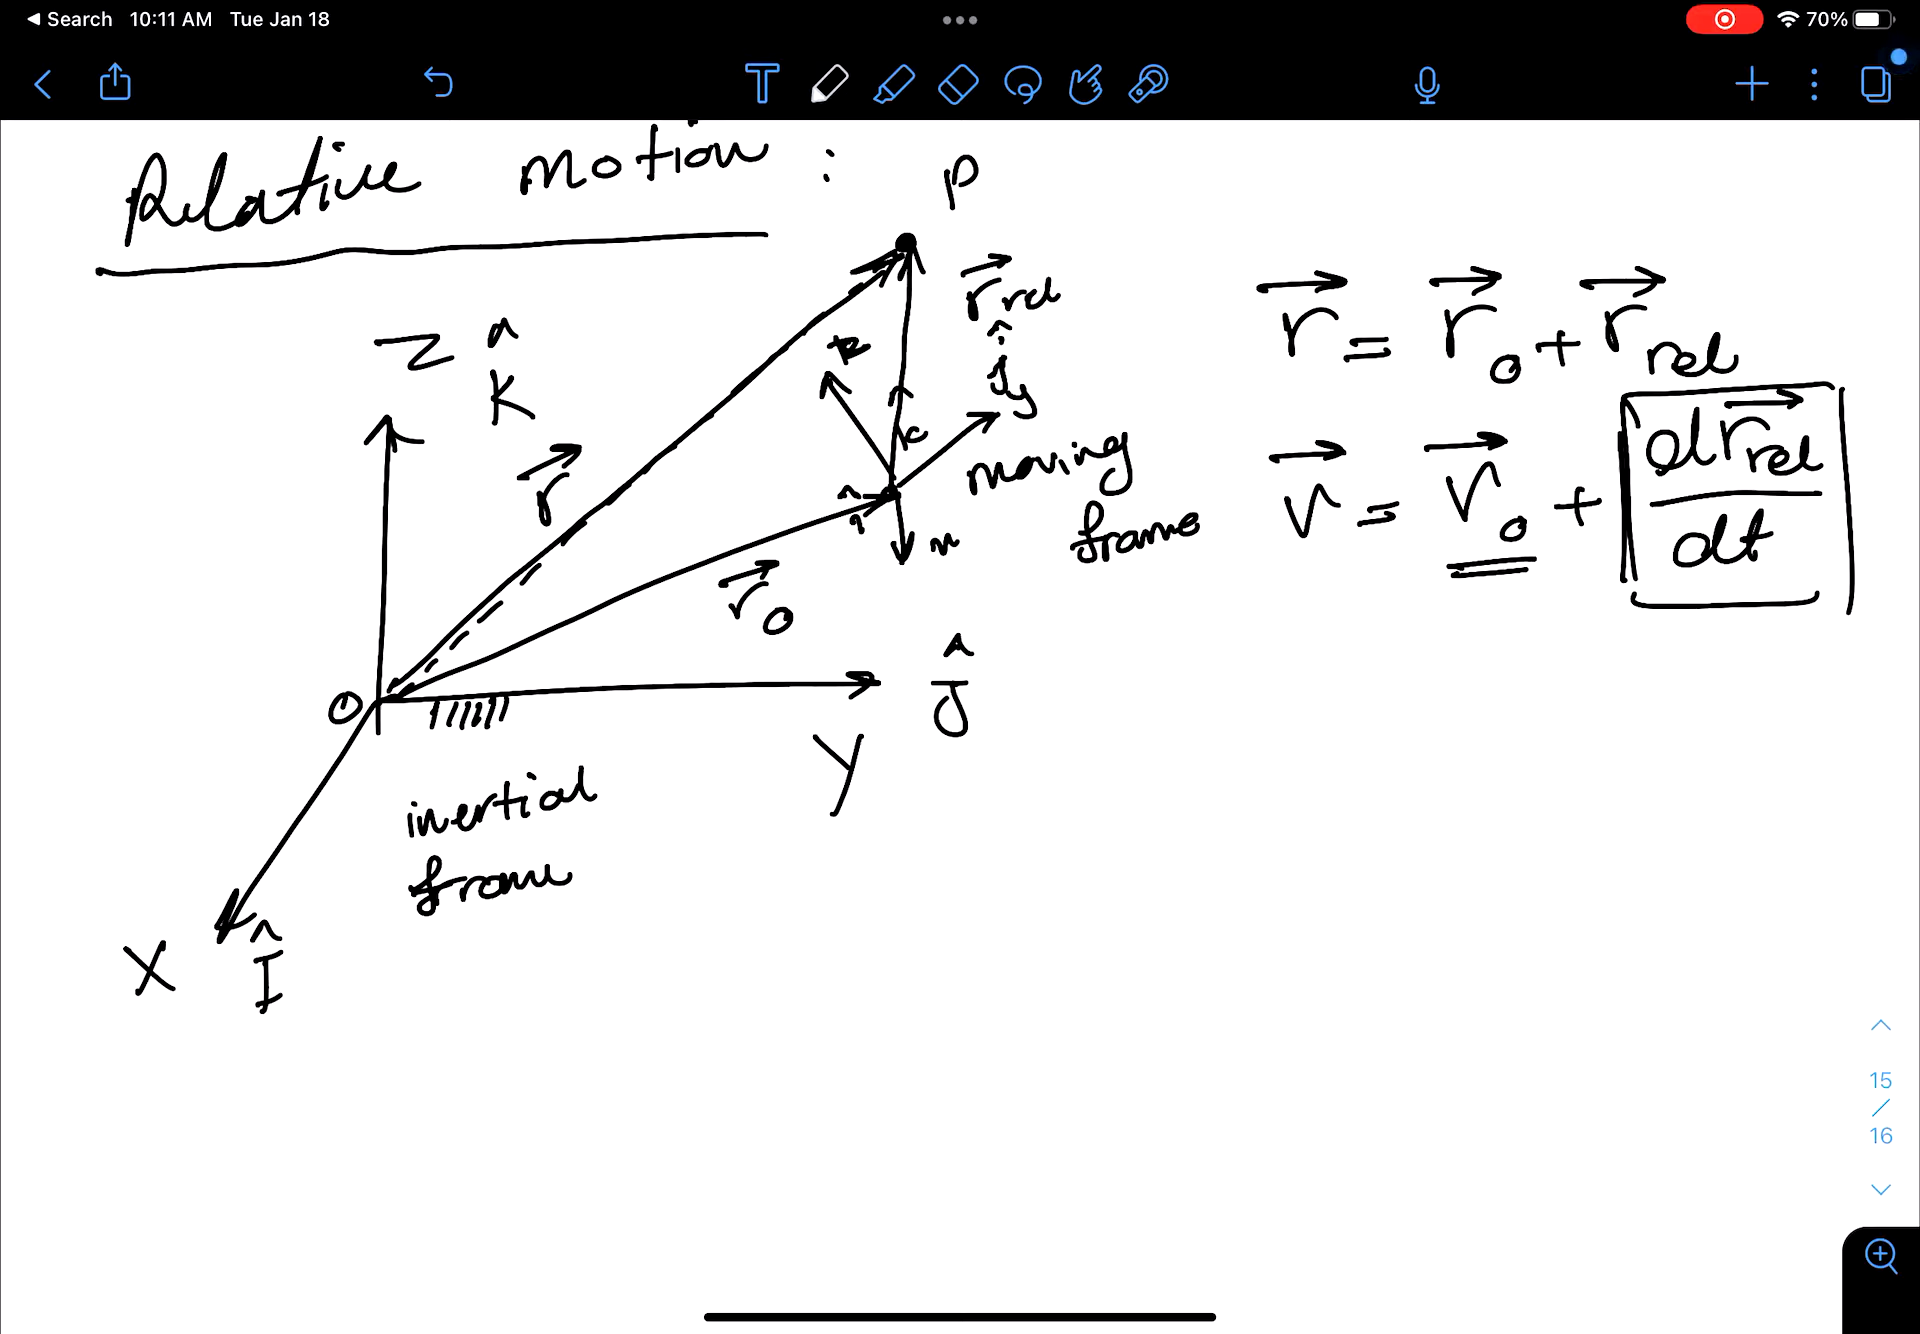 Search 10:11 AM Tue Jan 18
70%
Relative motion :
P
r rel
Z K
r
ĵ y
moving
frame
r o
O
Y Ĵ
inertial
frame
X Î
r = r o + r rel
v = v o + d r rel / dt
15
/
16